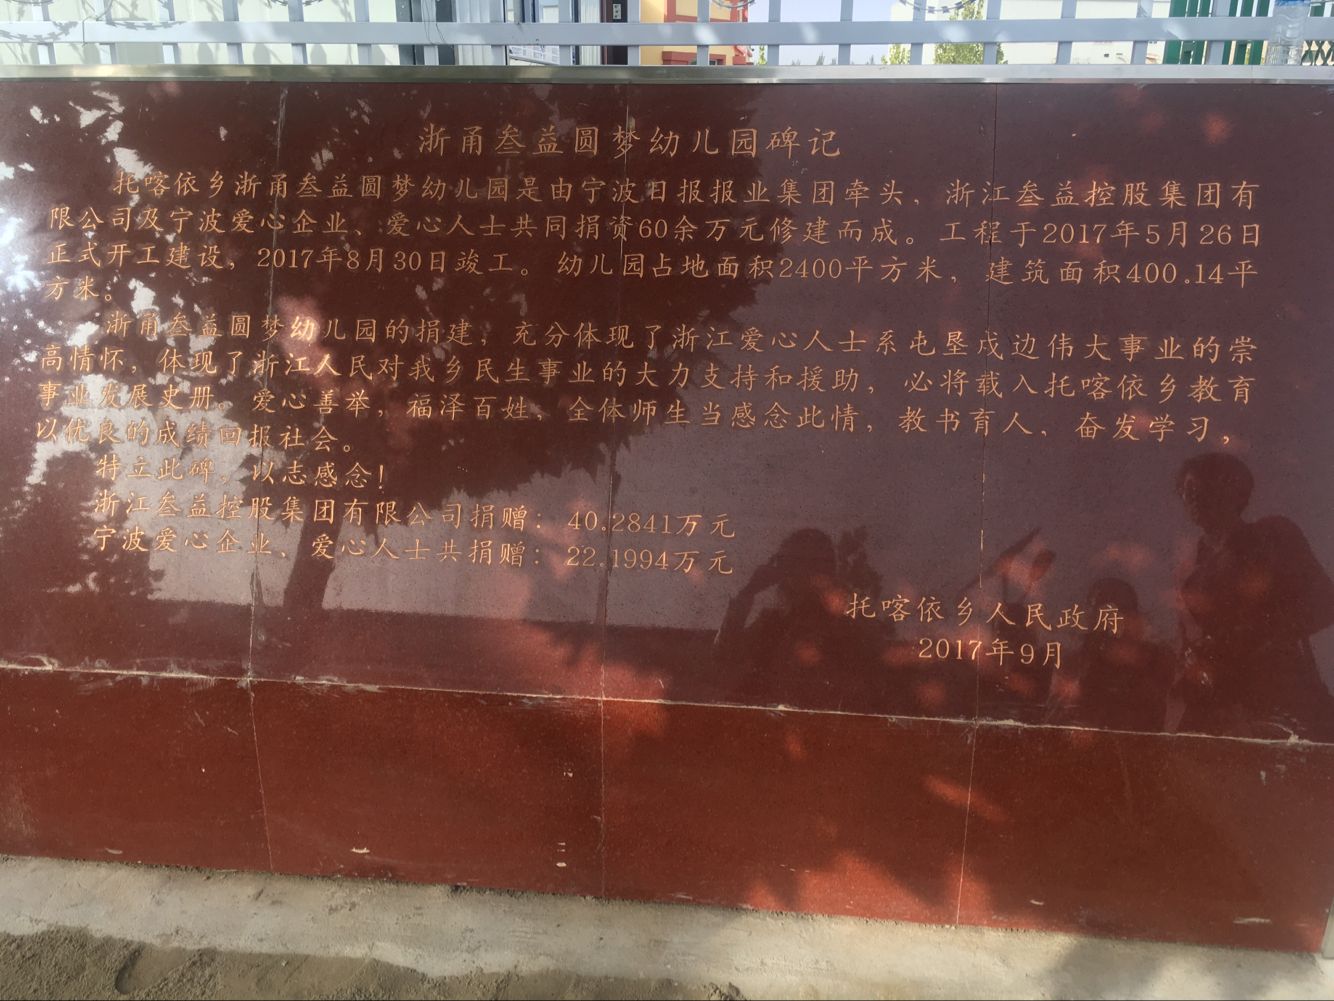 浙甬叁益圆梦幼儿园碑记
托喀依乡浙甬叁益圆梦幼儿园是由宁波日报报业集团牵头，浙江叁益控股集团有
限公司及宁波爱心企业、爱心人士共同捐资60余万元修建而成。工程于2017年5月26日
正式开工建设，2017年8月30日竣工。幼儿园占地面积2400平方米，建筑面积400.14平
方米。
浙甬叁益圆梦幼儿园的捐建，充分体现了浙江爱心人士系屯垦戍边伟大事业的崇
高情怀，体现了浙江人民对我乡民生事业的大力支持和援助，必将载入托喀依乡教育
事业发展史册。爱心善举，福泽百姓，全体师生当感念此情，教书育人、奋发学习，
以优良的成绩回报社会。
特立此碑。以志感念！
浙江叁益控股集团有限公司捐赠：40.2841万元
宁波爱心企业、爱心人士共捐赠：22.1994万元
托喀依乡人民政府
2017年9月